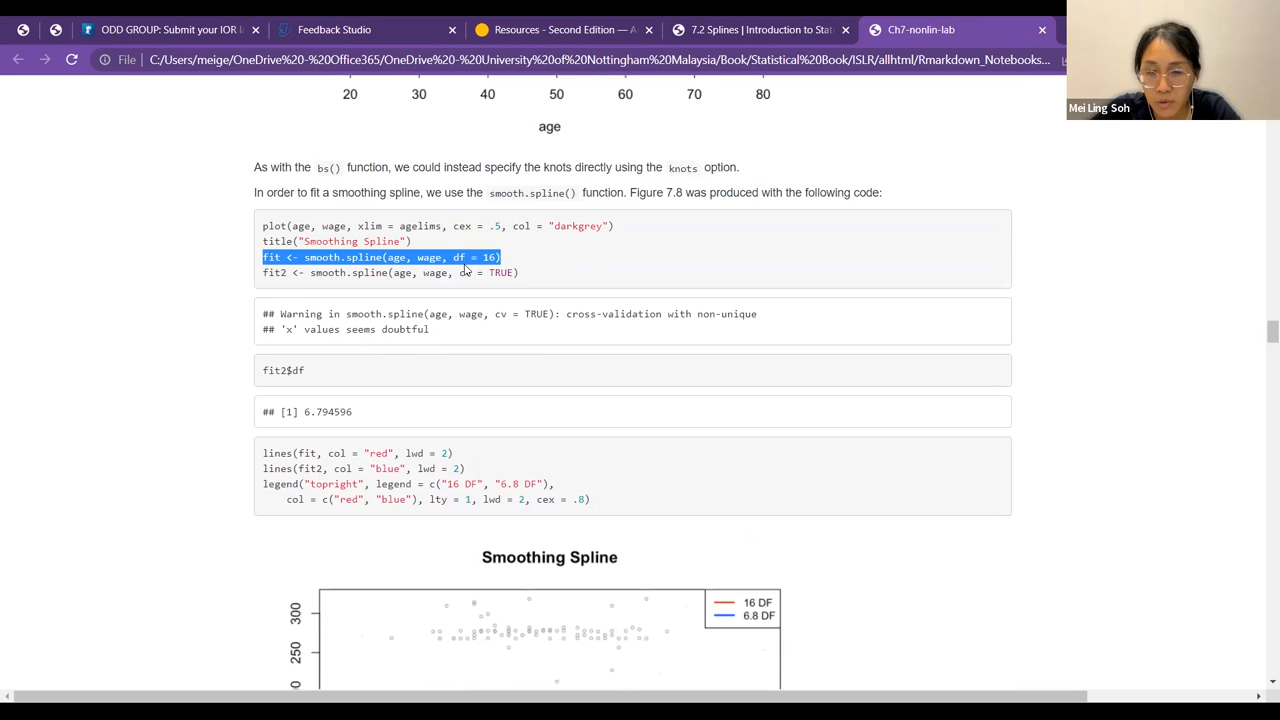 ODD GROUP: Submit your IOR
Feedback Studio
Resources - Second Edition — A
7.2 Splines | Introduction to Stat
Ch7-nonlin-lab
File
C:/Users/meige/OneDrive%20-%20Office365/OneDrive%20-%20University%20of%20Nottingham%20Malaysia/Book/Statistical%20Book/ISLR/allhtml/Rmarkdown_Notebooks...
Mei Ling Soh
20 30 40 50 60 70 80
age
As with the bs() function, we could instead specify the knots directly using the knots option.
In order to fit a smoothing spline, we use the smooth.spline() function. Figure 7.8 was produced with the following code:
plot(age, wage, xlim = agelims, cex = .5, col = "darkgrey")
title("Smoothing Spline")
fit <- smooth.spline(age, wage, df = 16)
fit2 <- smooth.spline(age, wage, = TRUE)
## Warning in smooth.spline(age, wage, cv = TRUE): cross-validation with non-unique
## 'x' values seems doubtful
fit2$df
## [1] 6.794596
lines(fit, col = "red", lwd = 2)
lines(fit2, col = "blue", lwd = 2)
legend("topright", legend = c("16 DF", "6.8 DF"),
col = c("red", "blue"), lty = 1, lwd = 2, cex = .8)
Smoothing Spline
16 DF
6.8 DF
300
250